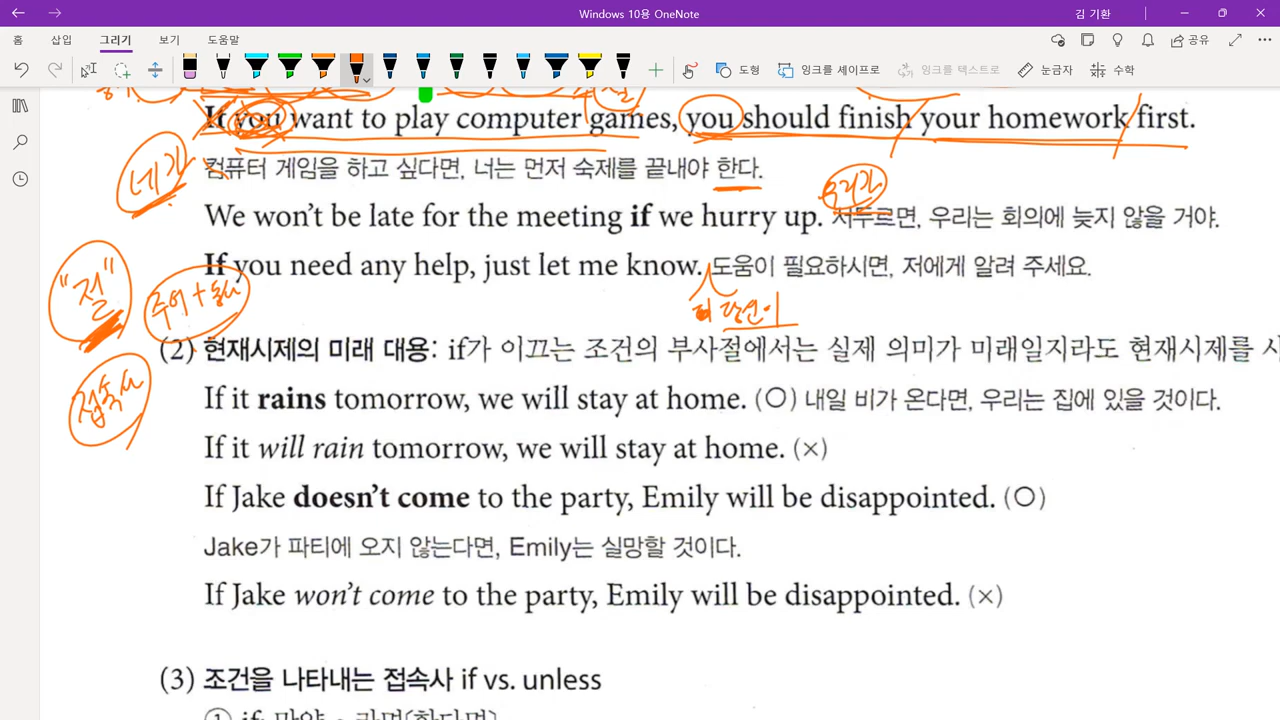 Windows 10용 OneNote
김 기환
홈 삽입 그리기 보기 도움말
공유
도형 잉크를 셰이프로 잉크를 텍스트로 눈금자 수학
If you want to play computer games, you should finish your homework first.
네가
컴퓨터 게임을 하고 싶다면, 너는 먼저 숙제를 끝내야 한다.
우리가
We won't be late for the meeting if we hurry up. 서두르면, 우리는 회의에 늦지 않을 거야.
If you need any help, just let me know. 도움이 필요하시면, 저에게 알려 주세요.
"절" 주어 + 동사
당신이
(2) 현재시제의 미래 대용: if가 이끄는 조건의 부사절에서는 실제 의미가 미래일지라도 현재시제를
접속사
If it rains tomorrow, we will stay at home. (○) 내일 비가 온다면, 우리는 집에 있을 것이다.
If it will rain tomorrow, we will stay at home. (×)
If Jake doesn't come to the party, Emily will be disappointed. (○)
Jake가 파티에 오지 않는다면, Emily는 실망할 것이다.
If Jake won't come to the party, Emily will be disappointed. (×)
(3) 조건을 나타내는 접속사 if vs. unless